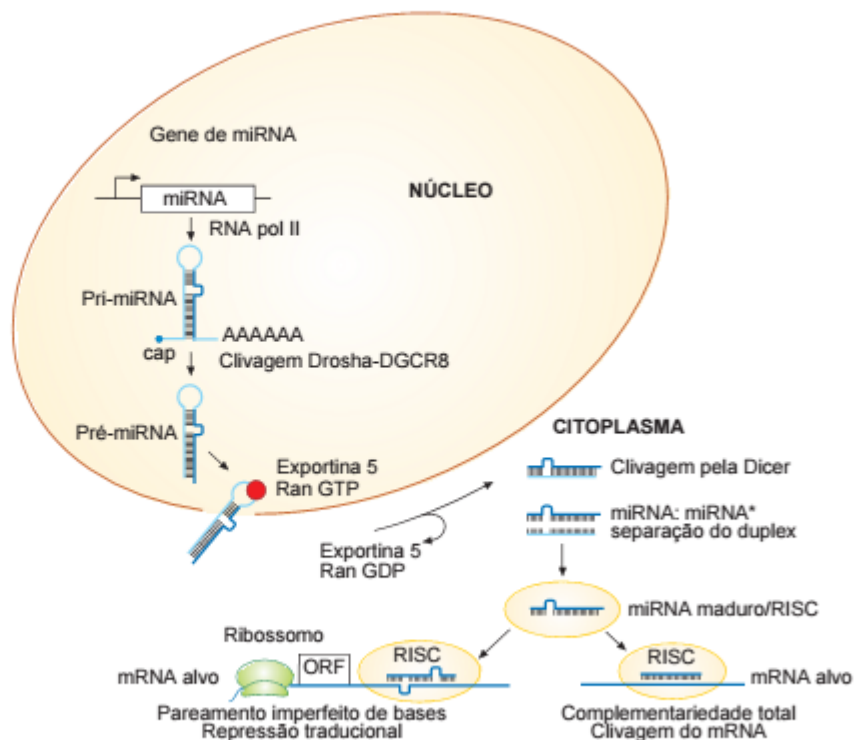 Gene de miRNA
NÚCLEO
miRNA
RNA pol II
Pri-miRNA
AAAAAA
cap
Clivagem Drosha-DGCR8
Pré-miRNA
CITOPLASMA
Exportina 5
Ran GTP
Clivagem pela Dicer
miRNA: miRNA*
separação do duplex
Exportina 5
Ran GDP
miRNA maduro/RISC
Ribossomo
mRNA alvo
ORF
RISC
RISC
mRNA alvo
Pareamento imperfeito de bases
Repressão traducional
Complementariedade total
Clivagem do mRNA